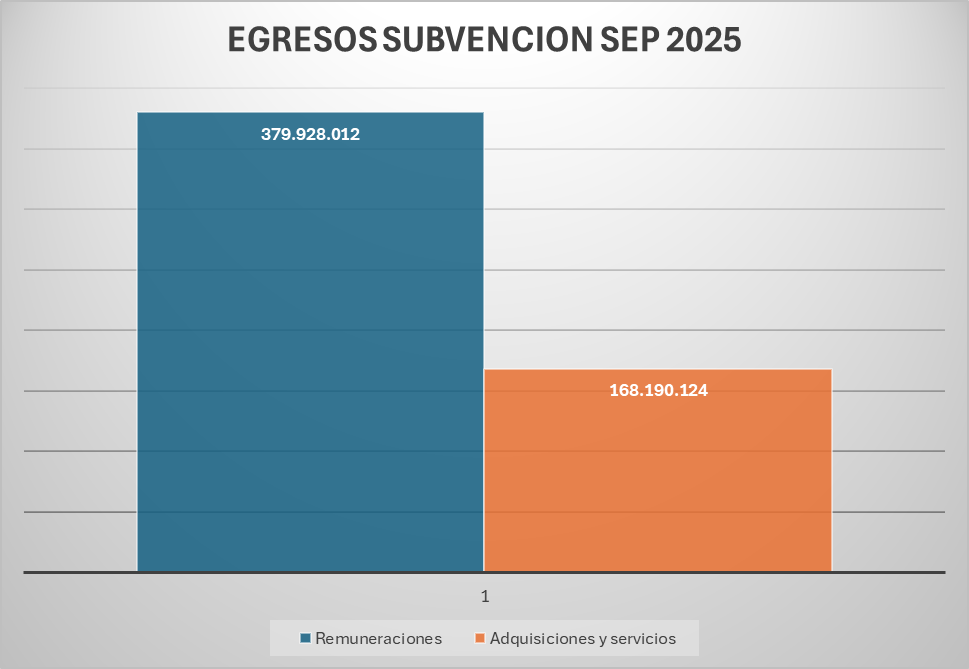 EGRESOS SUBVENCION SEP 2025
379.928.012
168.190.124
1
Remuneraciones
Adquisiciones y servicios